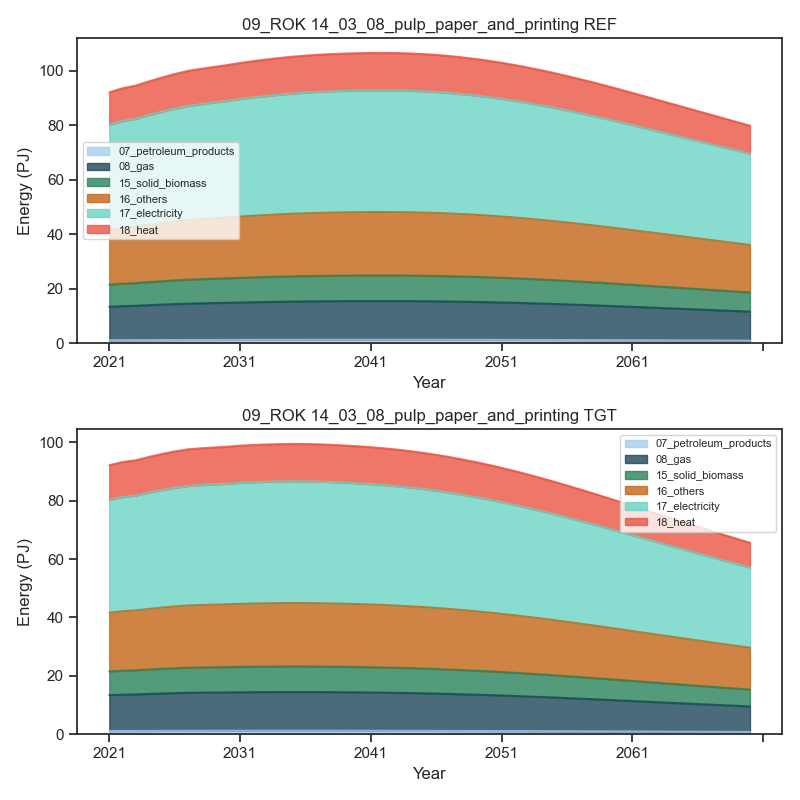 09_ROK 14_03_08_pulp_paper_and_printing REF
Energy (PJ)
100
80
60
40
20
0
07_petroleum_products
08_gas
15_solid_biomass
16_others
17_electricity
18_heat
2021 2031 2041 2051 2061
Year
09_ROK 14_03_08_pulp_paper_and_printing TGT
Energy (PJ)
100
80
60
40
20
0
07_petroleum_products
08_gas
15_solid_biomass
16_others
17_electricity
18_heat
2021 2031 2041 2051 2061
Year